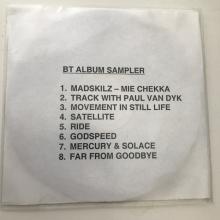 BT ALBUM SAMPLER
1. MADSKILZ – MIE CHEKKA
2. TRACK WITH PAUL VAN DYK
3. MOVEMENT IN STILL LIFE
4. SATELLITE
5. RIDE
6. GODSPEED
7. MERCURY & SOLACE
8. FAR FROM GOODBYE